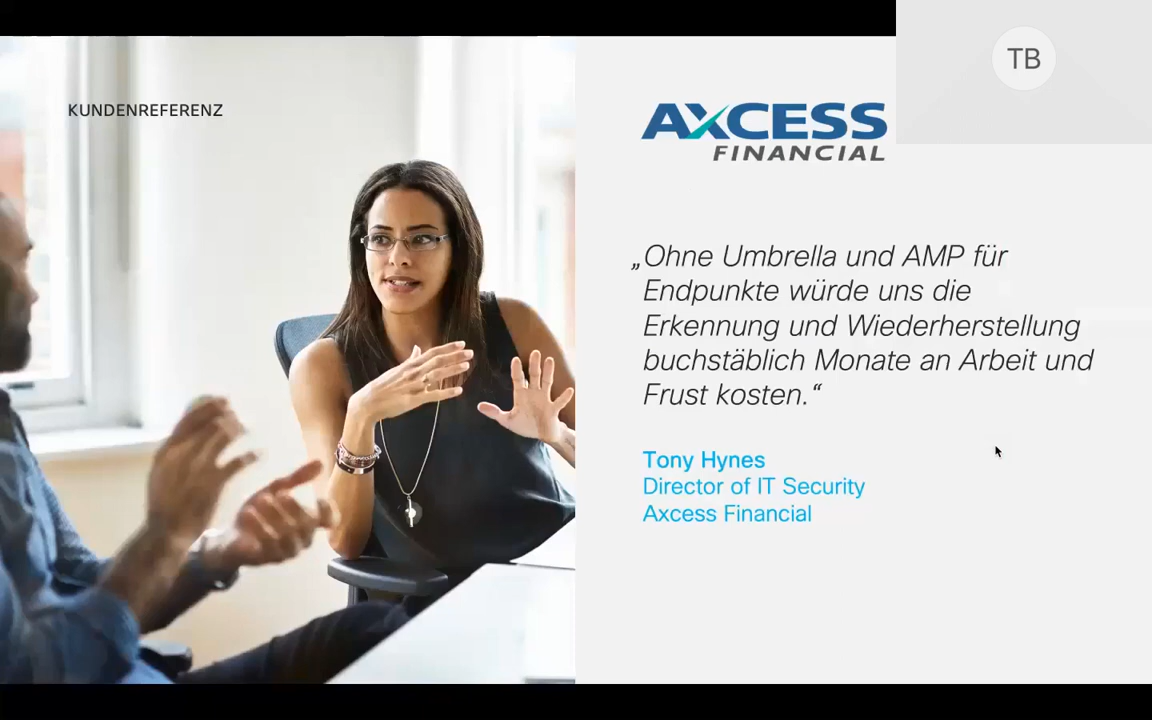 TB
KUNDENREFERENZ
AXCESS
FINANCIAL
„Ohne Umbrella und AMP für
Endpunkte würde uns die
Erkennung und Wiederherstellung
buchstäblich Monate an Arbeit und
Frust kosten.“
Tony Hynes
Director of IT Security
Axcess Financial